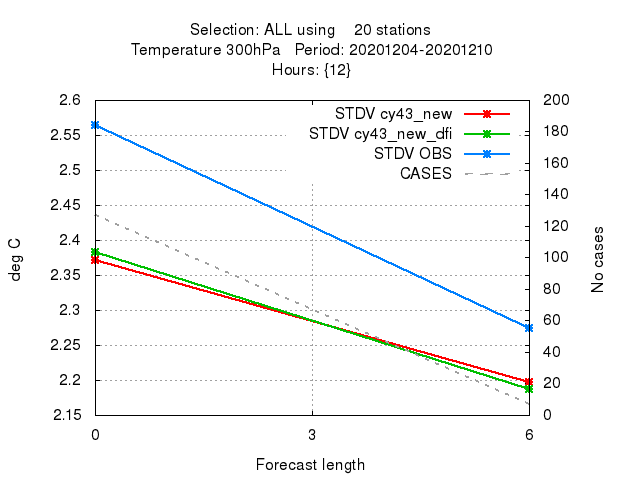 Selection: ALL using    20 stations
Temperature 300hPa   Period: 20201204-20201210
Hours: {12}
STDV cy43_new
STDV cy43_new_dfi
STDV OBS
CASES
2.6
2.55
2.5
2.45
2.4
2.35
2.3
2.25
2.2
2.15
200
180
160
140
120
100
80
60
40
20
0
deg C
No cases
0 3 6
Forecast length